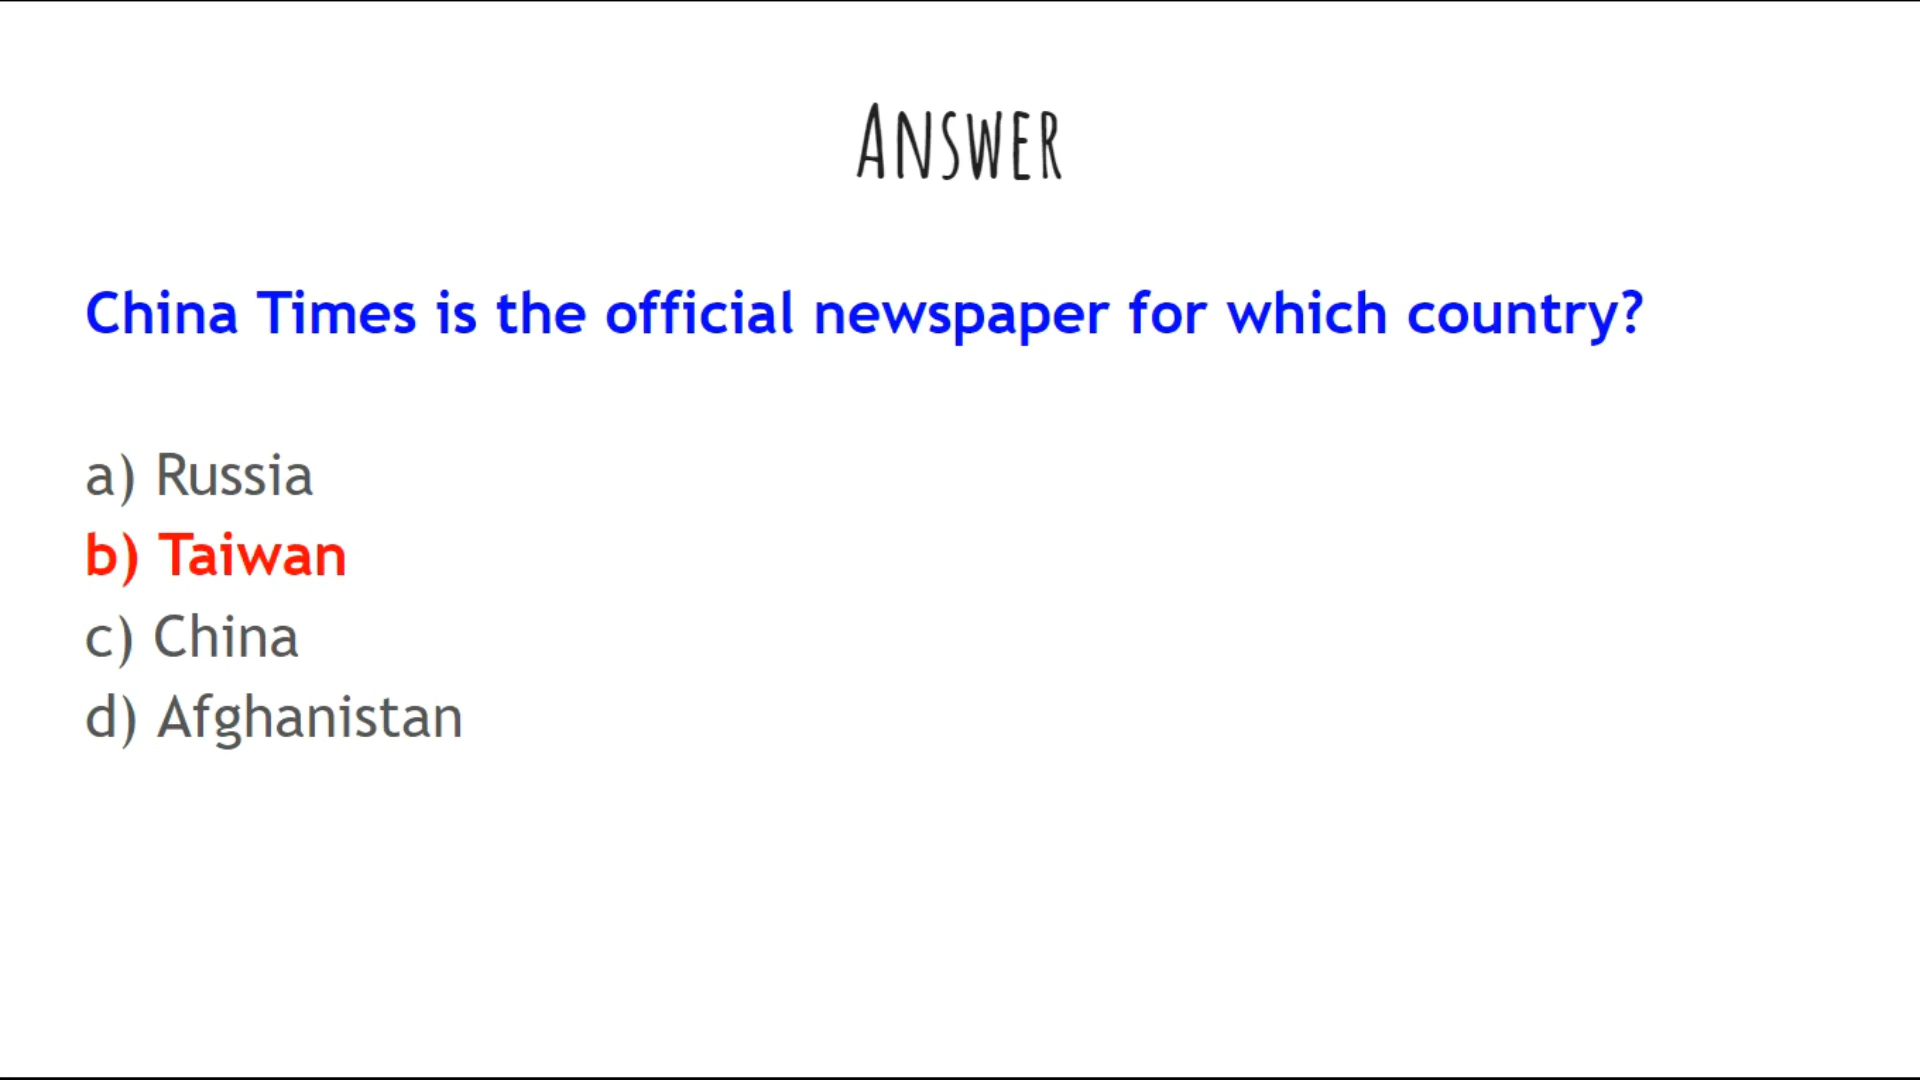 Answer
China Times is the official newspaper for which country?
a) Russia
b) Taiwan
c) China
d) Afghanistan